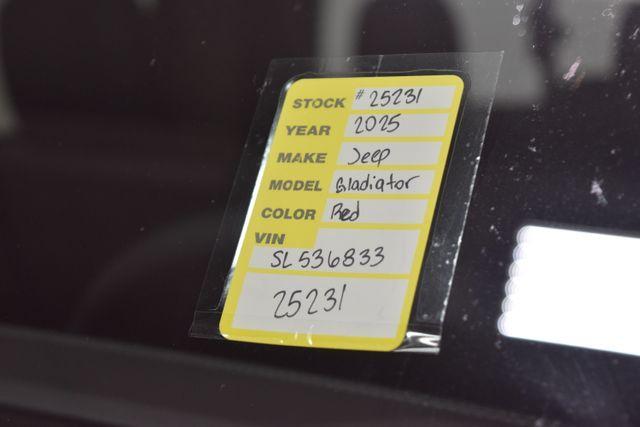 STOCK # 25231
YEAR 2025
MAKE Jeep
MODEL Gladiator
COLOR Red
VIN
SL536833
25231